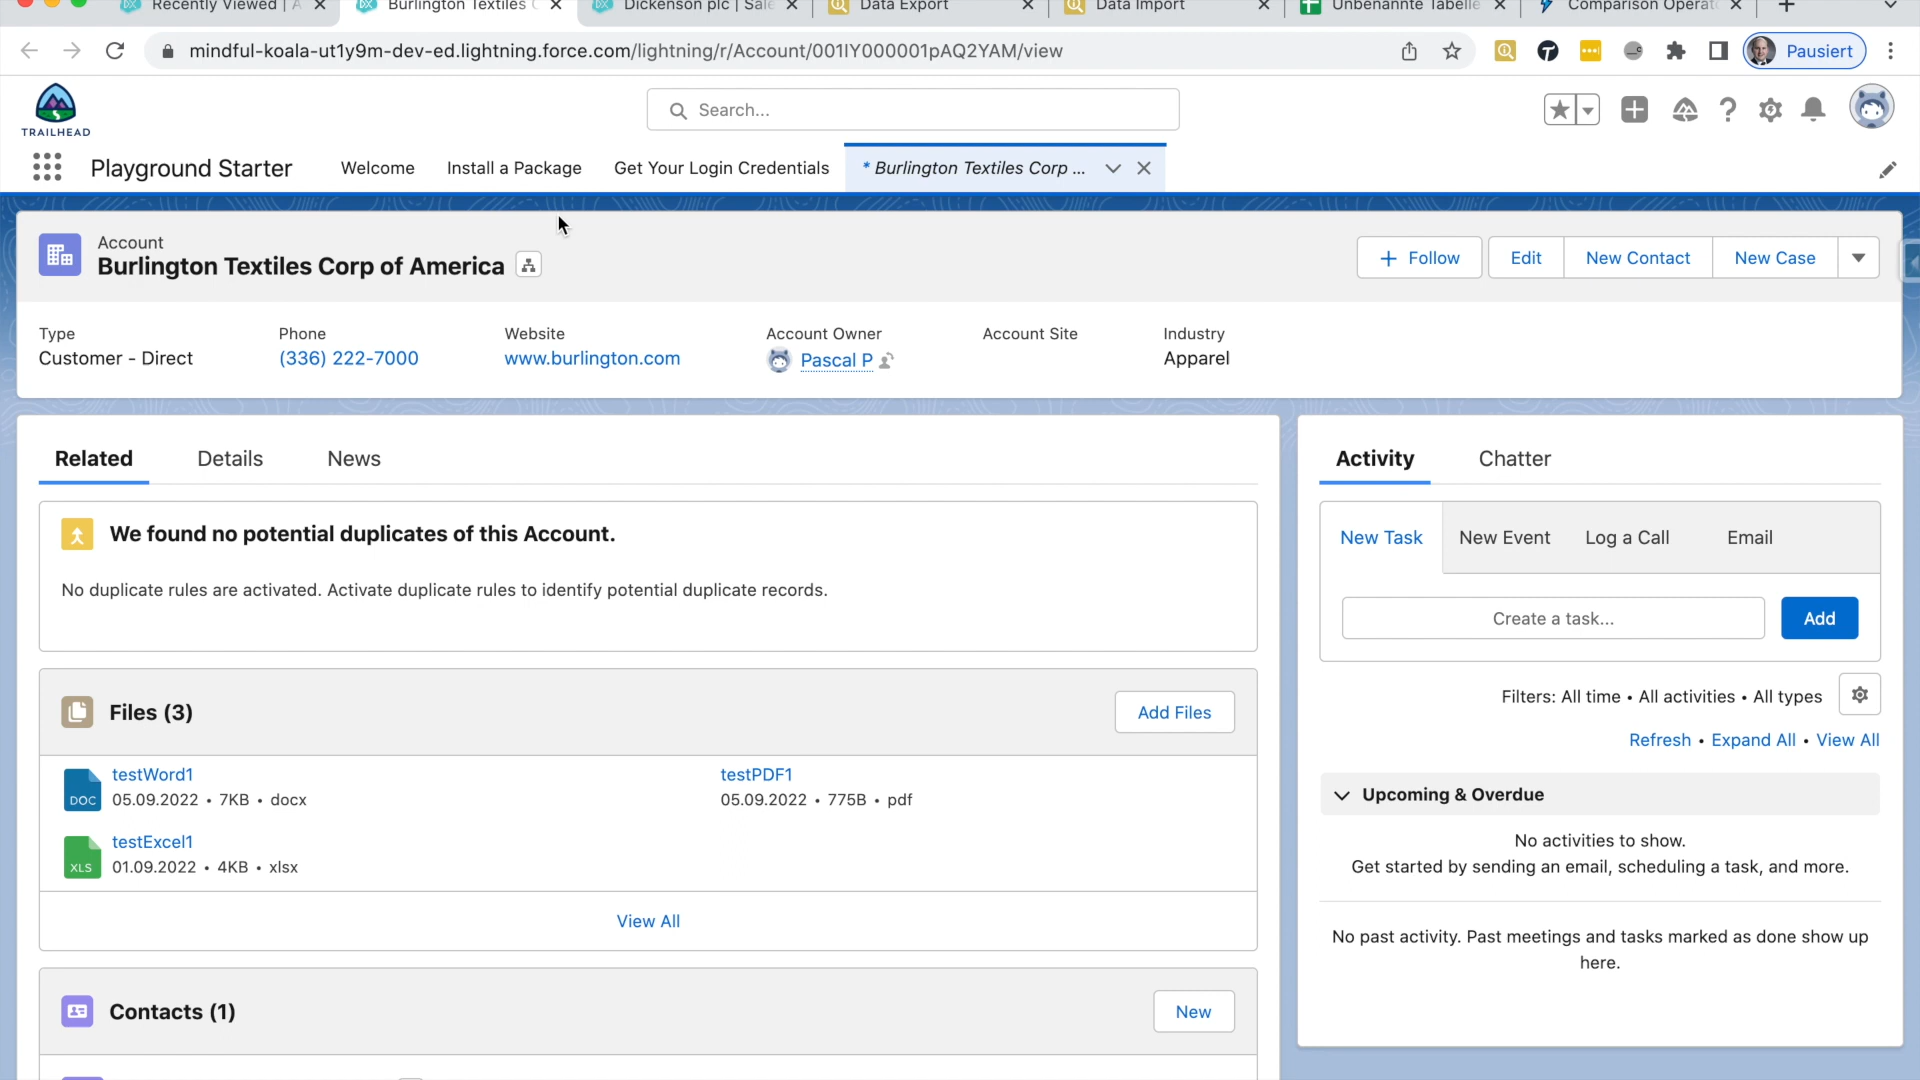 Recently Viewed | A
Burlington Textiles C
Dickenson plc | Sale
Data Export
Data Import
Unbenannte Tabelle
Comparison Operato
mindful-koala-ut1y9m-dev-ed.lightning.force.com/lightning/r/Account/001IY000001pAQ2YAM/view
Pausiert
TRAILHEAD
Search...
Playground Starter
Welcome
Install a Package
Get Your Login Credentials
* Burlington Textiles Corp ...
Account
Burlington Textiles Corp of America
Follow
Edit
New Contact
New Case
Type
Phone
Website
Account Owner
Account Site
Industry
Customer - Direct
(336) 222-7000
www.burlington.com
Pascal P
Apparel
Related
Details
News
Activity
Chatter
We found no potential duplicates of this Account.
No duplicate rules are activated. Activate duplicate rules to identify potential duplicate records.
New Task
New Event
Log a Call
Email
Create a task...
Add
Filters: All time • All activities • All types
Refresh • Expand All • View All
Files (3)
Add Files
DOC
testWord1
05.09.2022 • 7KB • docx
testPDF1
05.09.2022 • 775B • pdf
XLS
testExcel1
01.09.2022 • 4KB • xlsx
View All
Upcoming & Overdue
No activities to show.
Get started by sending an email, scheduling a task, and more.
No past activity. Past meetings and tasks marked as done show up
here.
Contacts (1)
New